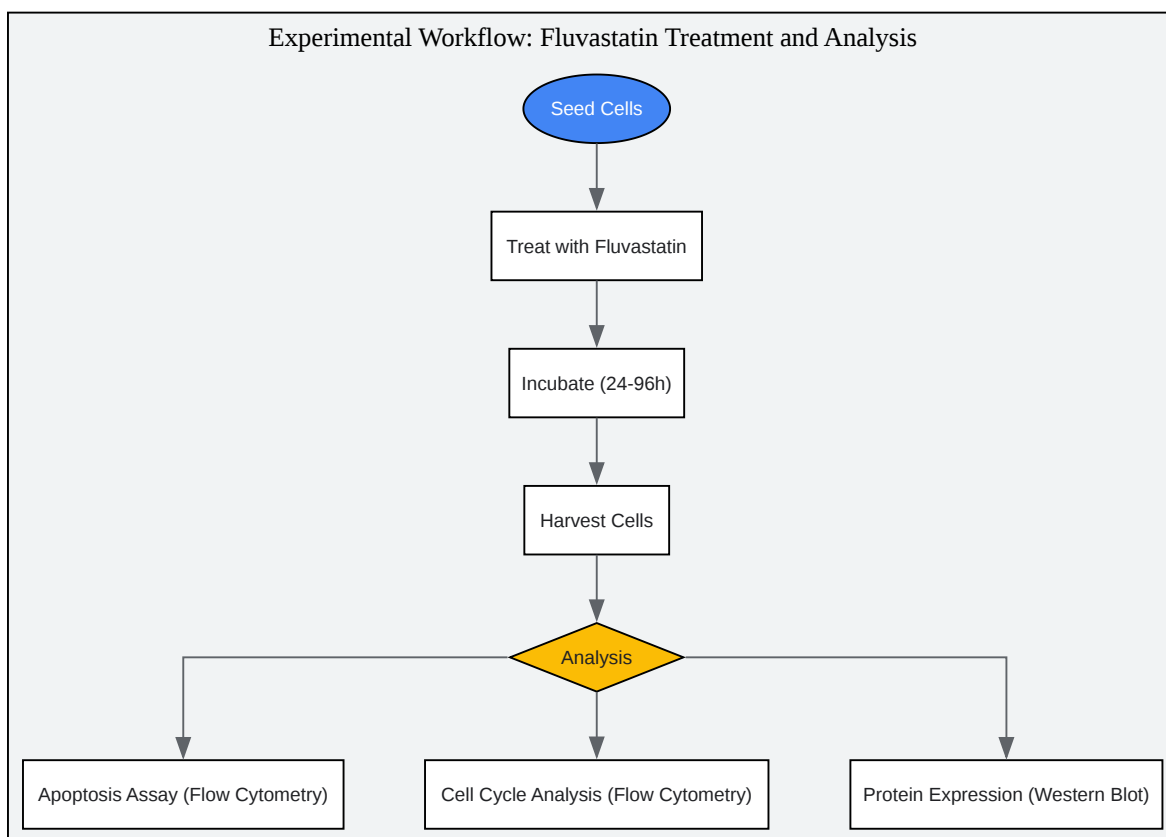 Experimental Workflow: Fluvastatin Treatment and Analysis
Seed Cells
Treat with Fluvastatin
Incubate (24-96h)
Harvest Cells
Analysis
Apoptosis Assay (Flow Cytometry)
Cell Cycle Analysis (Flow Cytometry)
Protein Expression (Western Blot)